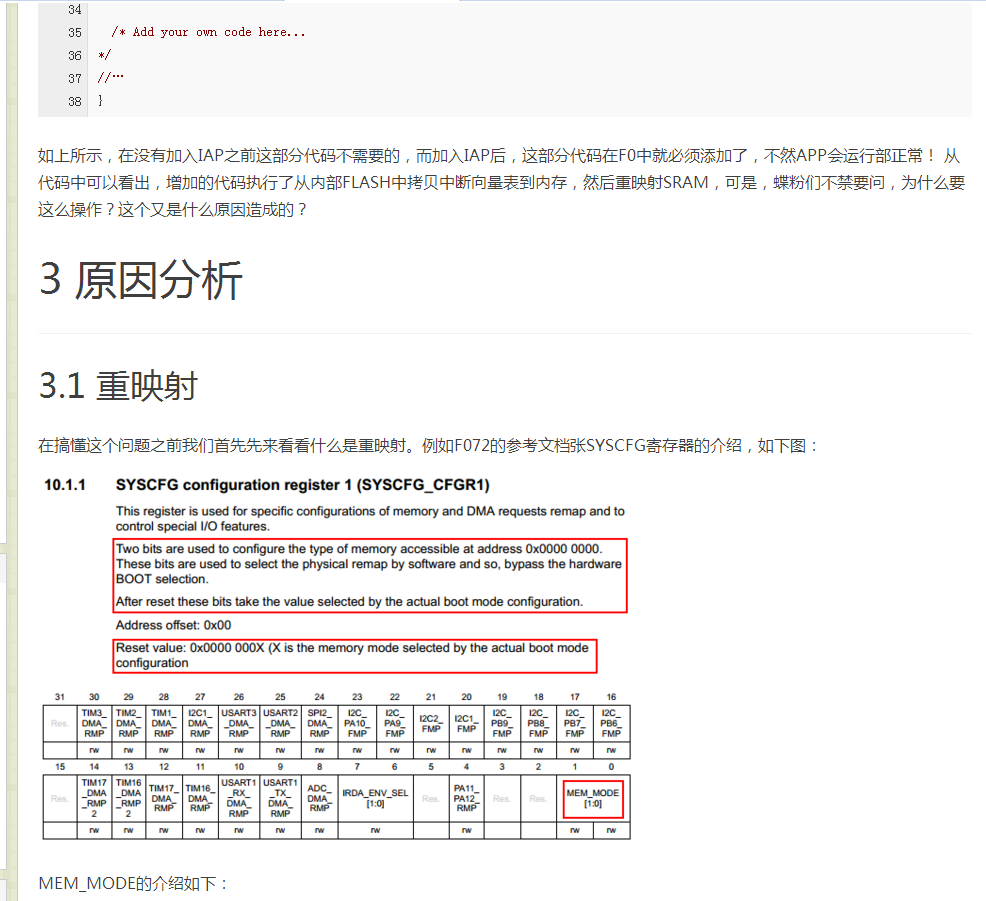 34
35 /* Add your own code here...
36 */
37 //…
38 }
如上所示，在没有加入IAP之前这部分代码不需要的，而加入IAP后，这部分代码在F0中就必须添加了，不然APP会运行部正常！ 从
代码中可以看出，增加的代码执行了从内部FLASH中拷贝中断向量表到内存，然后重映射SRAM，可是，蝶粉们不禁要问，为什么要
这么操作？这个又是什么原因造成的？
3 原因分析
3.1 重映射
在搞懂这个问题之前我们首先先来看看什么是重映射。例如F072的参考文档张SYSCFG寄存器的介绍，如下图：
10.1.1 SYSCFG configuration register 1 (SYSCFG_CFGR1)
This register is used for specific configurations of memory and DMA requests remap and to
control special I/O features.
Two bits are used to configure the type of memory accessible at address 0x0000 0000.
These bits are used to select the physical remap by software and so, bypass the hardware
BOOT selection.
After reset these bits take the value selected by the actual boot mode configuration.
Address offset: 0x00
Reset value: 0x0000 000X (X is the memory mode selected by the actual boot mode
configuration
31 30 29 28 27 26 25 24 23 22 21 20 19 18 17 16
Res. TIM3_DMA_RMP TIM2_DMA_RMP TIM1_DMA_RMP I2C1_DMA_RMP USART3_DMA_RMP USART2_DMA_RMP SPI2_DMA_RMP I2C_PA10_FMP I2C_PA9_FMP I2C2_FMP I2C1_FMP I2C_PB9_FMP I2C_PB8_FMP I2C_PB7_FMP I2C_PB6_FMP
rw rw rw rw rw rw rw rw rw rw rw rw rw rw rw
15 14 13 12 11 10 9 8 7 6 5 4 3 2 1 0
Res. TIM17_DMA_RMP2 TIM16_DMA_RMP2 TIM17_DMA_RMP TIM16_DMA_RMP USART1_RX_DMA_RMP USART1_TX_DMA_RMP ADC_DMA_RMP IRDA_ENV_SEL [1:0] Res. PA11_PA12_RMP Res. Res. MEM_MODE [1:0]
rw rw rw rw rw rw rw rw rw rw rw
MEM_MODE的介绍如下：